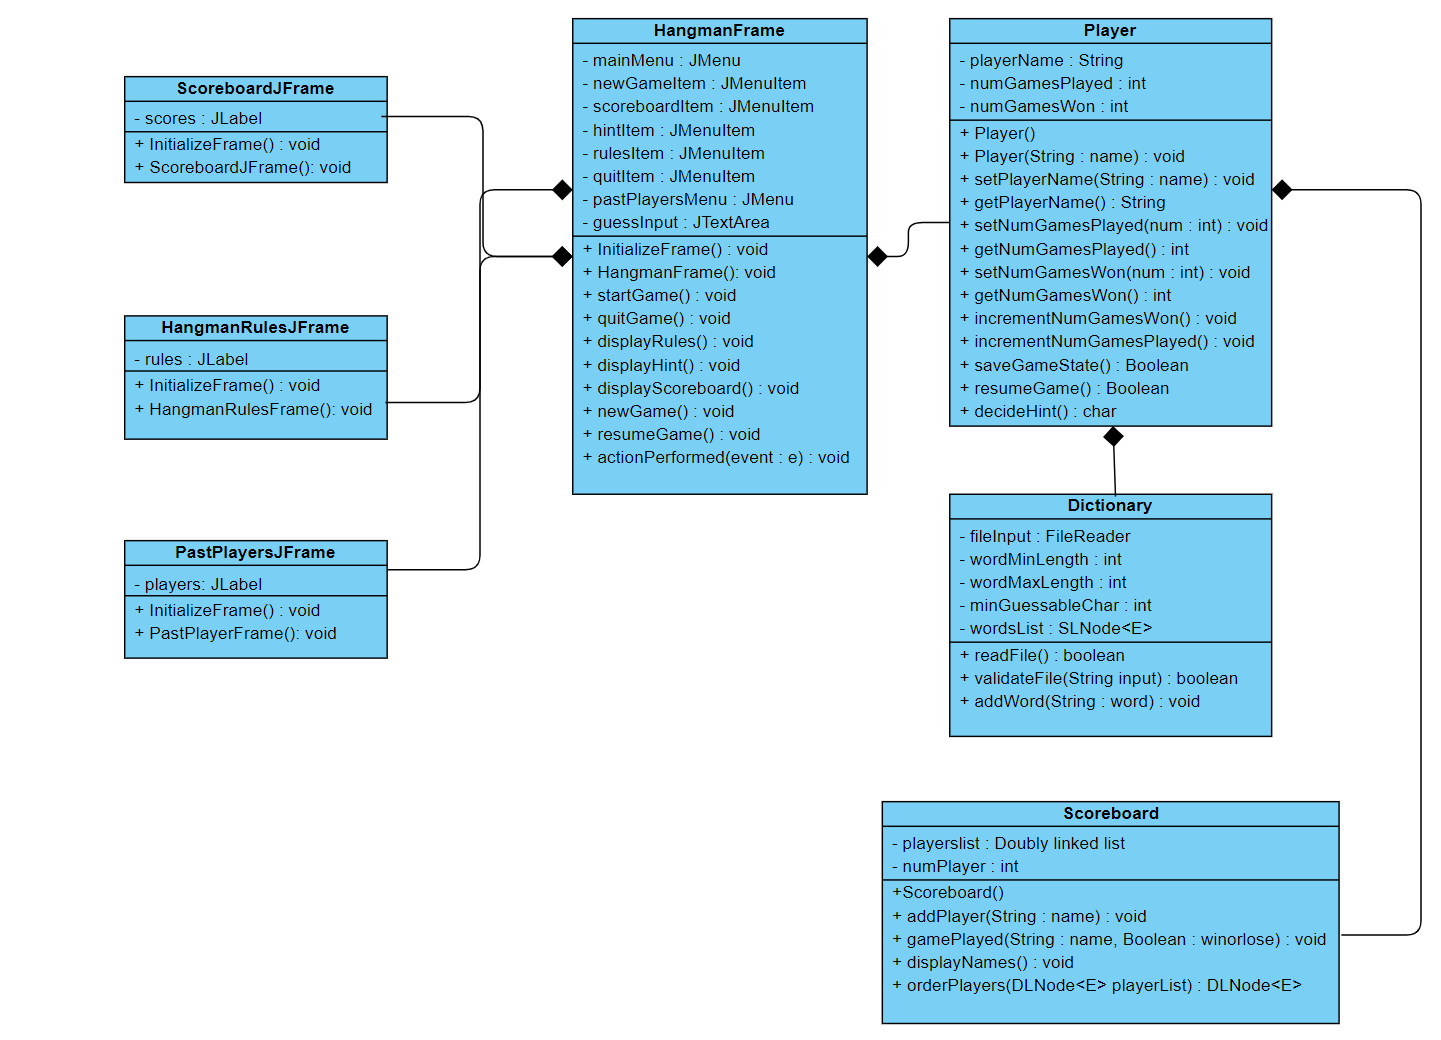 ScoreboardJFrame
- scores : JLabel
+ InitializeFrame() : void
+ ScoreboardJFrame(): void
HangmanRulesJFrame
- rules : JLabel
+ InitializeFrame() : void
+ HangmanRulesFrame(): void
PastPlayersJFrame
- players: JLabel
+ InitializeFrame() : void
+ PastPlayerFrame(): void
HangmanFrame
- mainMenu : JMenu
- newGameItem : JMenuItem
- scoreboardItem : JMenuItem
- hintItem : JMenuItem
- rulesItem : JMenuItem
- quitItem : JMenuItem
- pastPlayersMenu : JMenu
- guessInput : JTextArea
+ InitializeFrame() : void
+ HangmanFrame(): void
+ startGame() : void
+ quitGame() : void
+ displayRules() : void
+ displayHint() : void
+ displayScoreboard() : void
+ newGame() : void
+ resumeGame() : void
+ actionPerformed(event : e) : void
Player
- playerName : String
- numGamesPlayed : int
- numGamesWon : int
+ Player()
+ Player(String : name) : void
+ setPlayerName(String : name) : void
+ getPlayerName() : String
+ setNumGamesPlayed(num : int) : void
+ getNumGamesPlayed() : int
+ setNumGamesWon(num : int) : void
+ getNumGamesWon() : int
+ incrementNumGamesWon() : void
+ incrementNumGamesPlayed() : void
+ saveGameState() : Boolean
+ resumeGame() : Boolean
+ decideHint() : char
Dictionary
- fileInput : FileReader
- wordMinLength : int
- wordMaxLength : int
- minGuessableChar : int
- wordsList : SLNode<E>
+ readFile() : boolean
+ validateFile(String input) : boolean
+ addWord(String : word) : void
Scoreboard
- playerslist : Doubly linked list
- numPlayer : int
+Scoreboard()
+ addPlayer(String : name) : void
+ gamePlayed(String : name, Boolean : winorlose) : void
+ displayNames() : void
+ orderPlayers(DLNode<E> playerList) : DLNode<E>